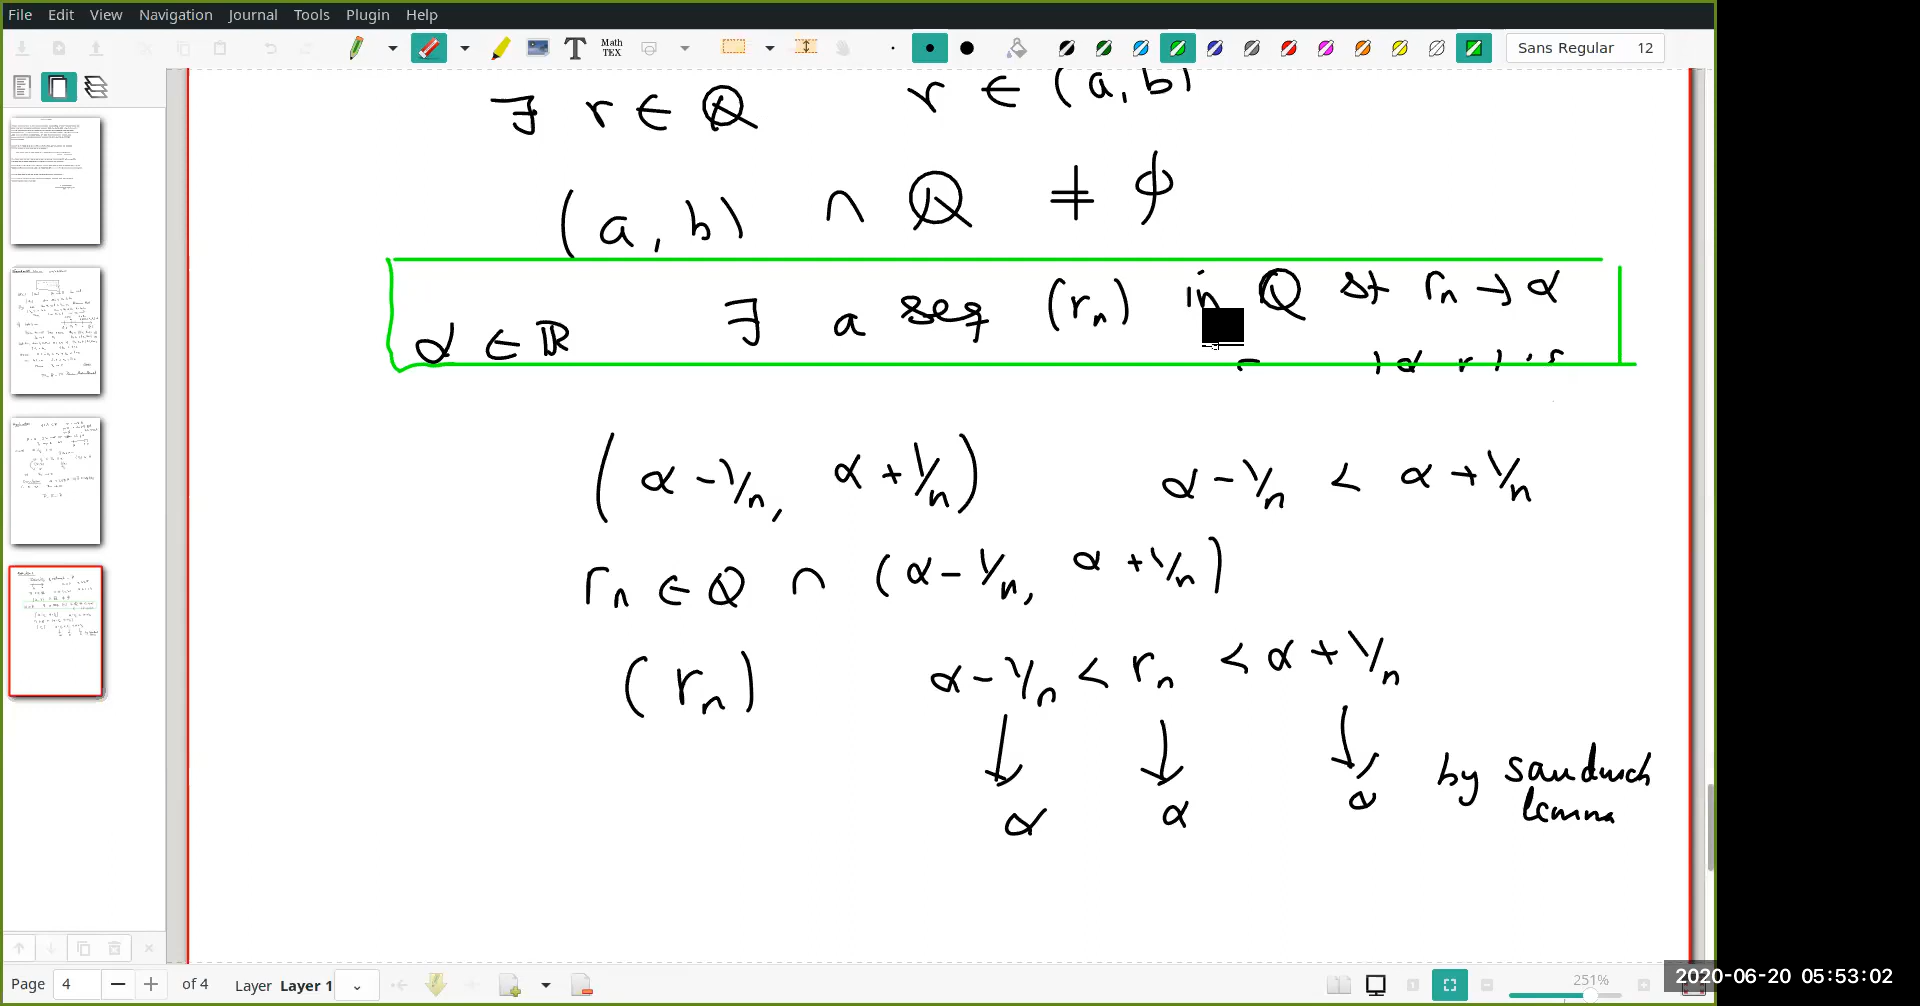 File Edit View Navigation Journal Tools Plugin Help
Math TEX
Sans Regular 12
∃ r ∈ ℚ r ∈ (a, b)
(a, b) ∩ ℚ ≠ ϕ
α ∈ ℝ ∃ a seq (rₙ) in ℚ st rₙ → α
(α - 1/n, α + 1/n) α - 1/n < α + 1/n
rₙ ∈ ℚ ∩ (α - 1/n, α + 1/n)
(rₙ) α - 1/n < rₙ < α + 1/n
↓ ↓ ↓
α α α by sandwich
lemma
Page 4 of 4 Layer Layer 1 251%
2020-06-20 05:53:02